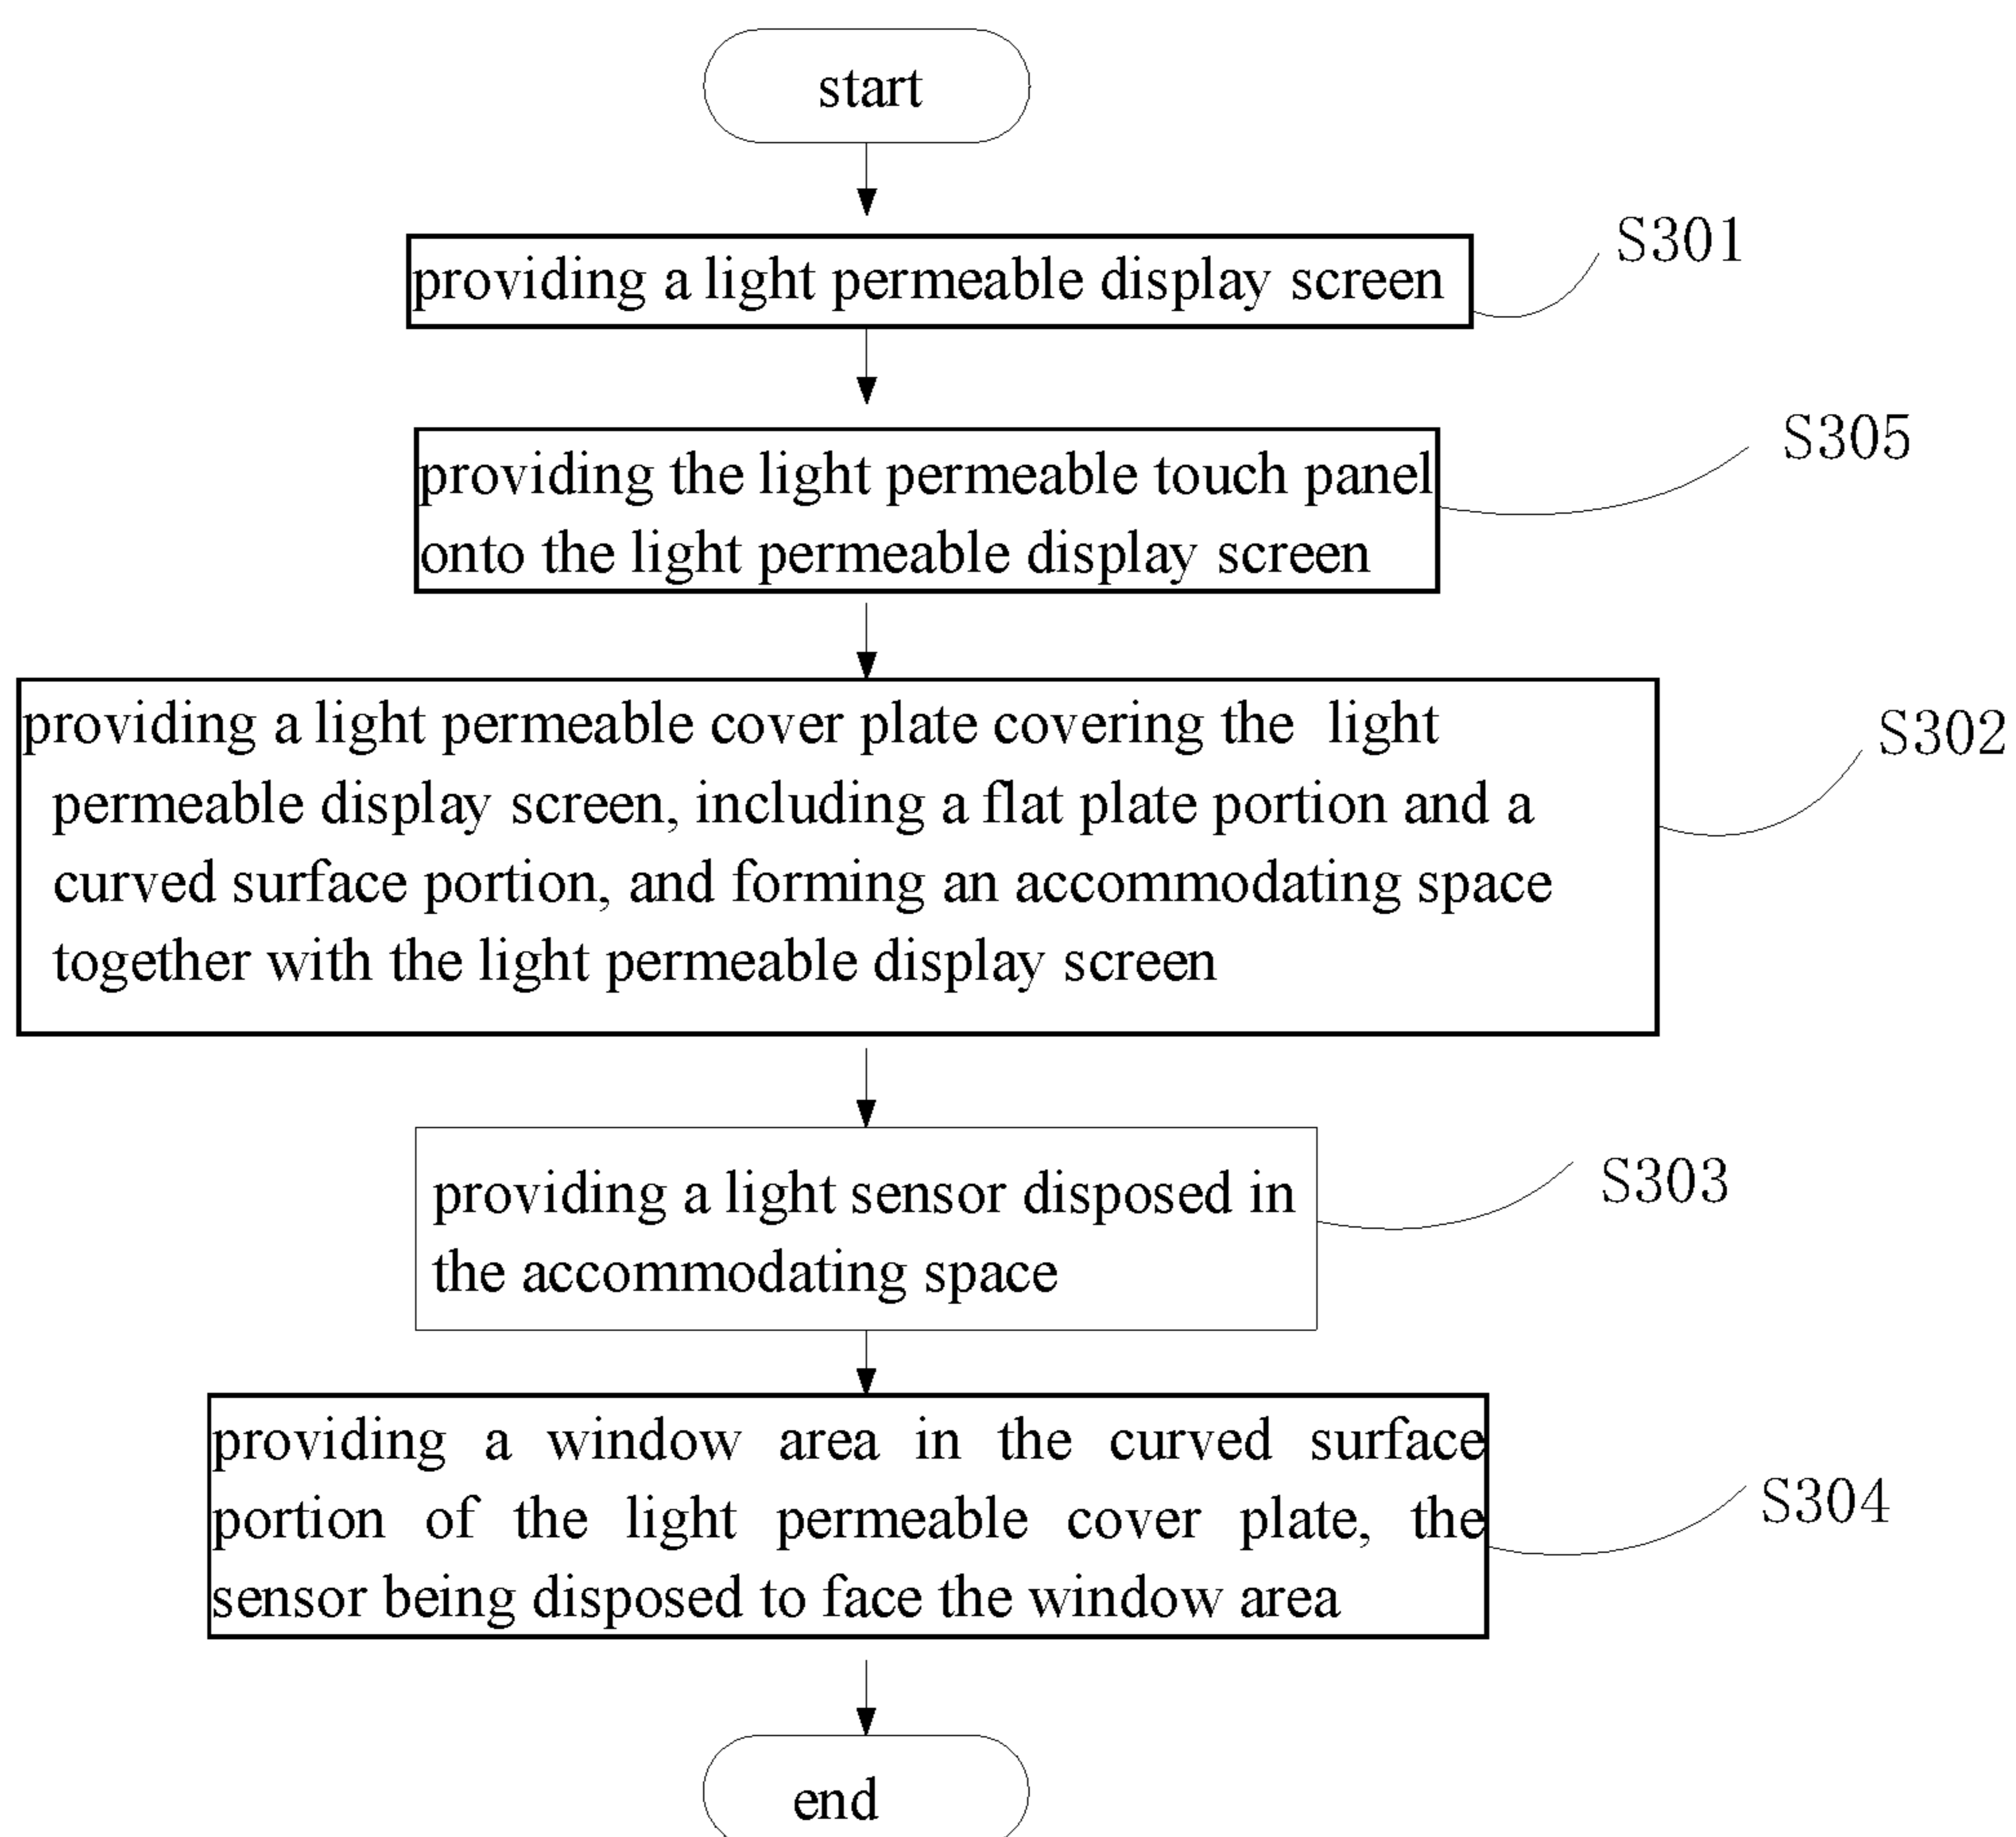 start
providing a light permeable display screen
S301
providing the light permeable touch panel
onto the light permeable display screen
S305
providing a light permeable cover plate covering the light
permeable display screen, including a flat plate portion and a
curved surface portion, and forming an accommodating space
together with the light permeable display screen
S302
providing a light sensor disposed in
the accommodating space
S303
providing a window area in the curved surface
portion of the light permeable cover plate, the
sensor being disposed to face the window area
S304
end